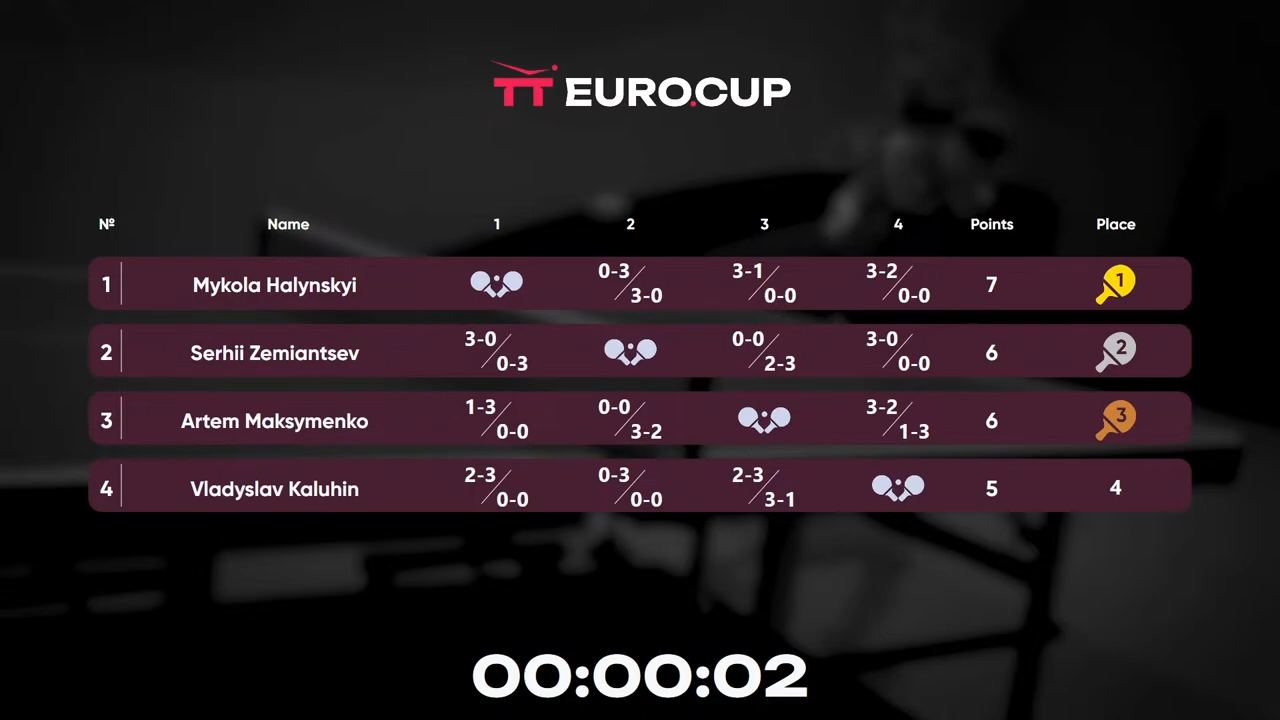 TT EURO.CUP
№ Name 1 2 3 4 Points Place
1 Mykola Halynskyi 0-3/3-0 3-1/0-0 3-2/0-0 7 1
2 Serhii Zemiantsev 3-0/0-3 0-0/2-3 3-0/0-0 6 2
3 Artem Maksymenko 1-3/0-0 0-0/3-2 3-2/1-3 6 3
4 Vladyslav Kaluhin 2-3/0-0 0-3/0-0 2-3/3-1 5 4
00:00:02